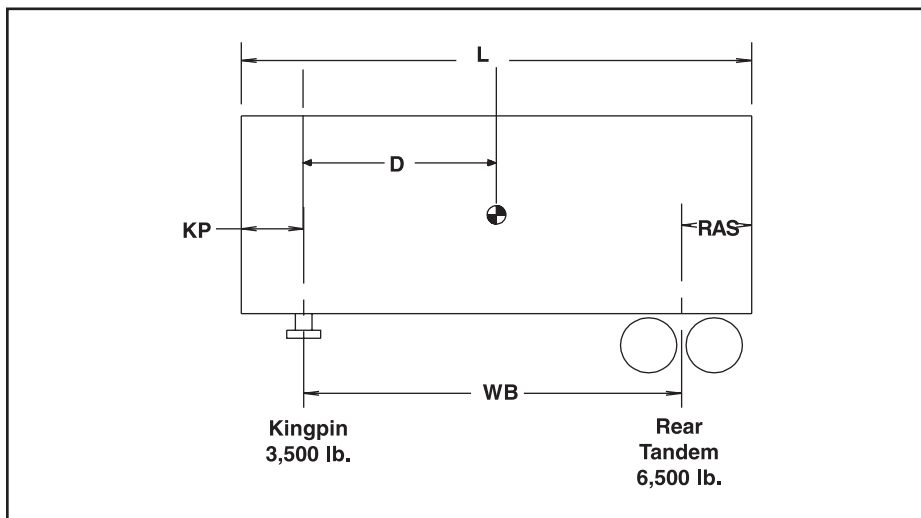 L
D
KP
RAS
WB
Kingpin
3,500 lb.
Rear
Tandem
6,500 lb.